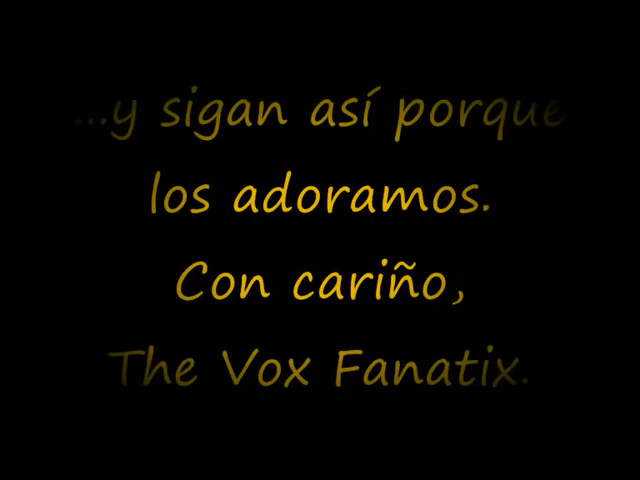 ...y sigan así porque
los adoramos.
Con cariño,
The Vox Fanatix.